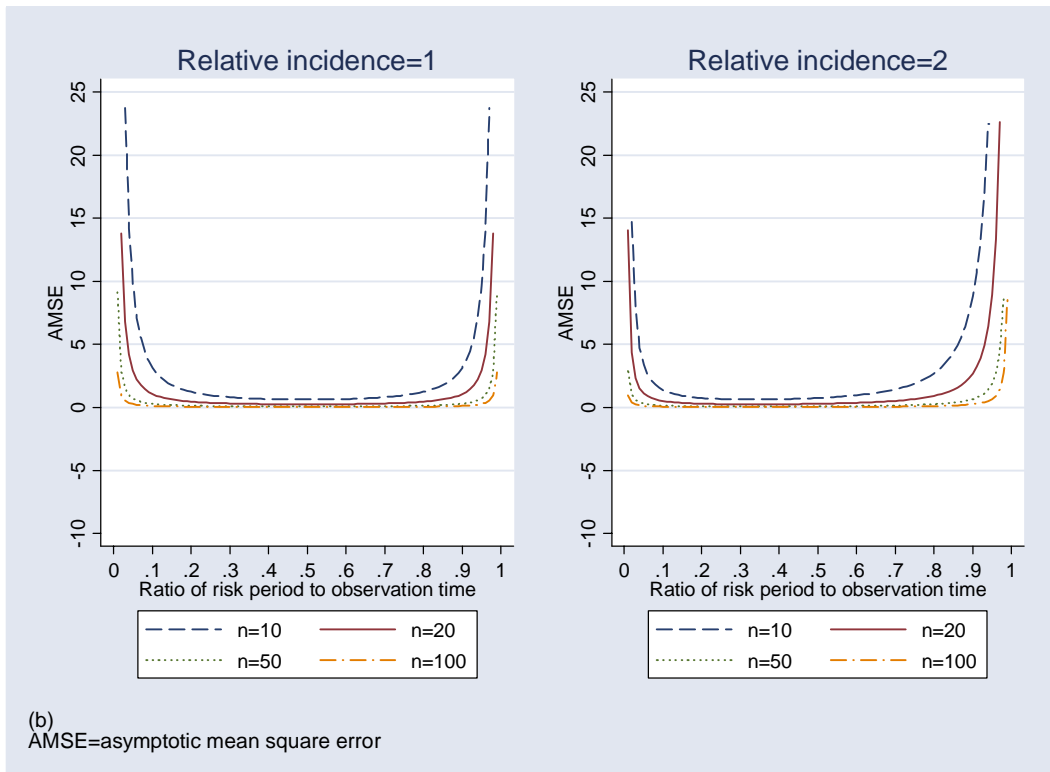 Relative incidence=1
25
20
15
10
5
0
-5
-10
AMSE
0 .1 .2 .3 .4 .5 .6 .7 .8 .9 1
Ratio of risk period to observation time
n=10 n=20
n=50 n=100
Relative incidence=2
25
20
15
10
5
0
-5
-10
AMSE
0 .1 .2 .3 .4 .5 .6 .7 .8 .9 1
Ratio of risk period to observation time
n=10 n=20
n=50 n=100
(b)
AMSE=asymptotic mean square error